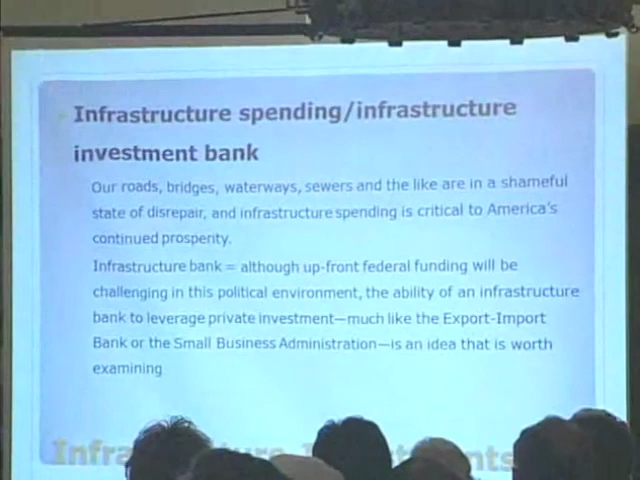 Infrastructure spending/infrastructure
investment bank
Our roads, bridges, waterways, sewers and the like are in a shameful
state of disrepair, and infrastructure spending is critical to America's
continued prosperity.
Infrastructure bank = although up-front federal funding will be
challenging in this political environment, the ability of an infrastructure
bank to leverage private investment—much like the Export-Import
Bank or the Small Business Administration—is an idea that is worth
examining